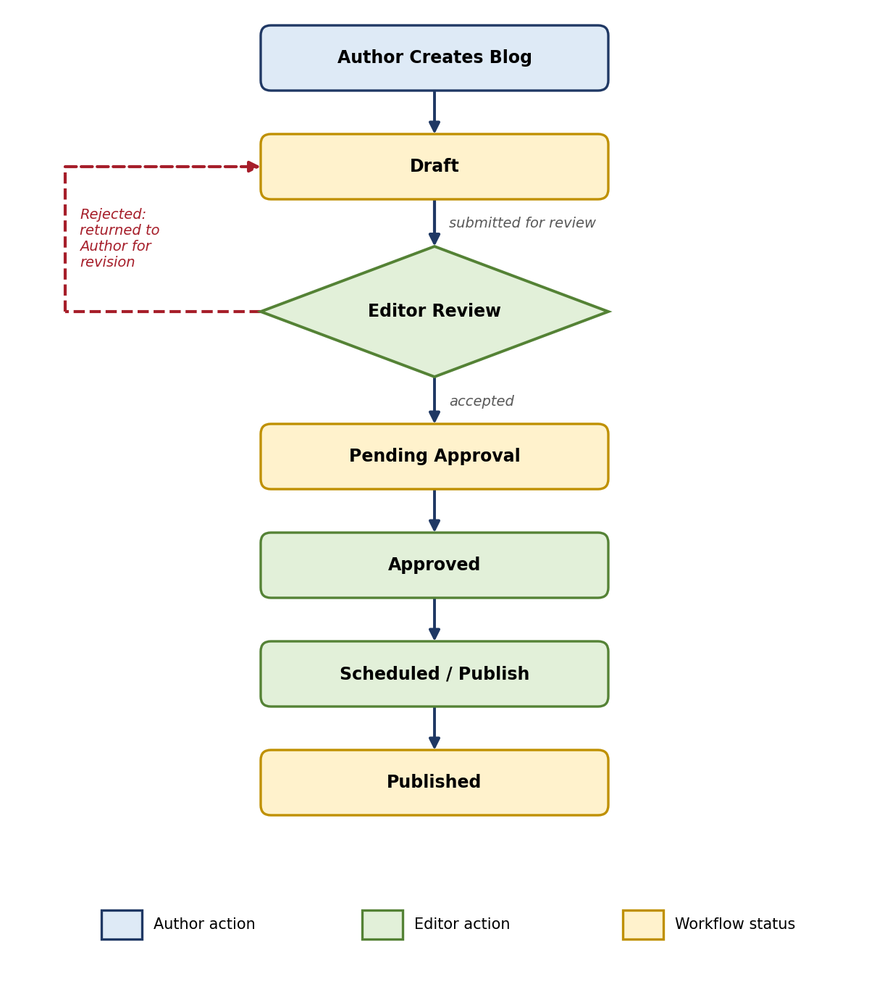 Author Creates Blog
Draft
submitted for review
Rejected:
returned to
Author for
revision
Editor Review
accepted
Pending Approval
Approved
Scheduled / Publish
Published
Author action
Editor action
Workflow status